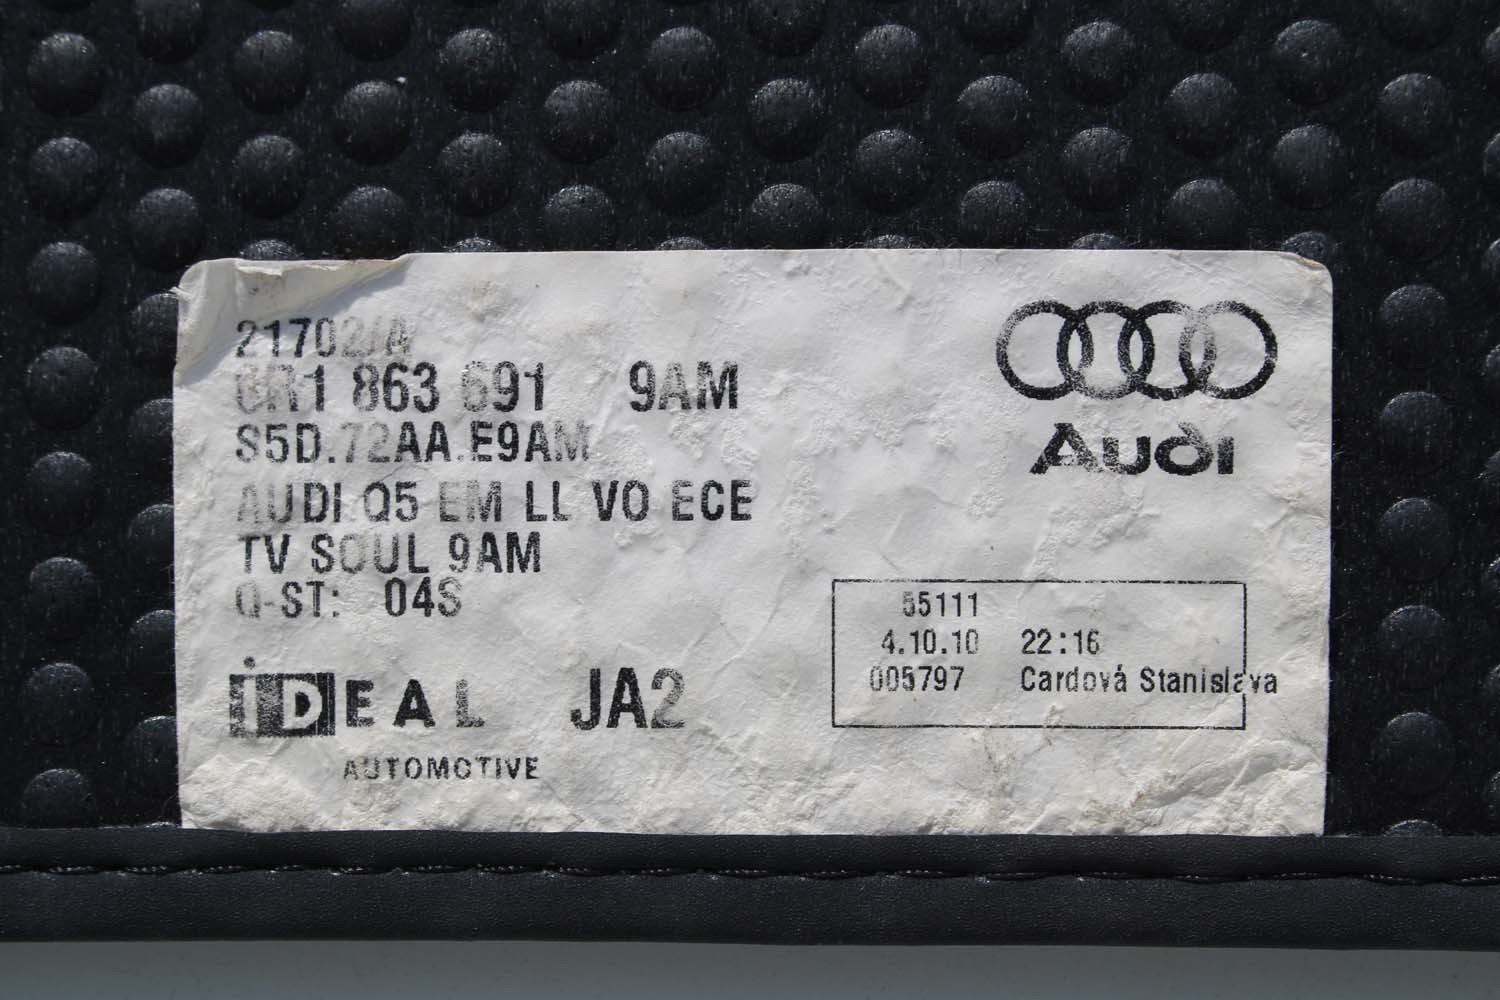 21702/A
8R1 863 691 9AM
S5D.72AA.E9AM
AUDI Q5 EM LL VO ECE
TV SOUL 9AM
Q-ST: 04S
iDEAL JA2
AUTOMOTIVE
Audi
55111
4.10.10 22:16
005797 Cardová Stanislava